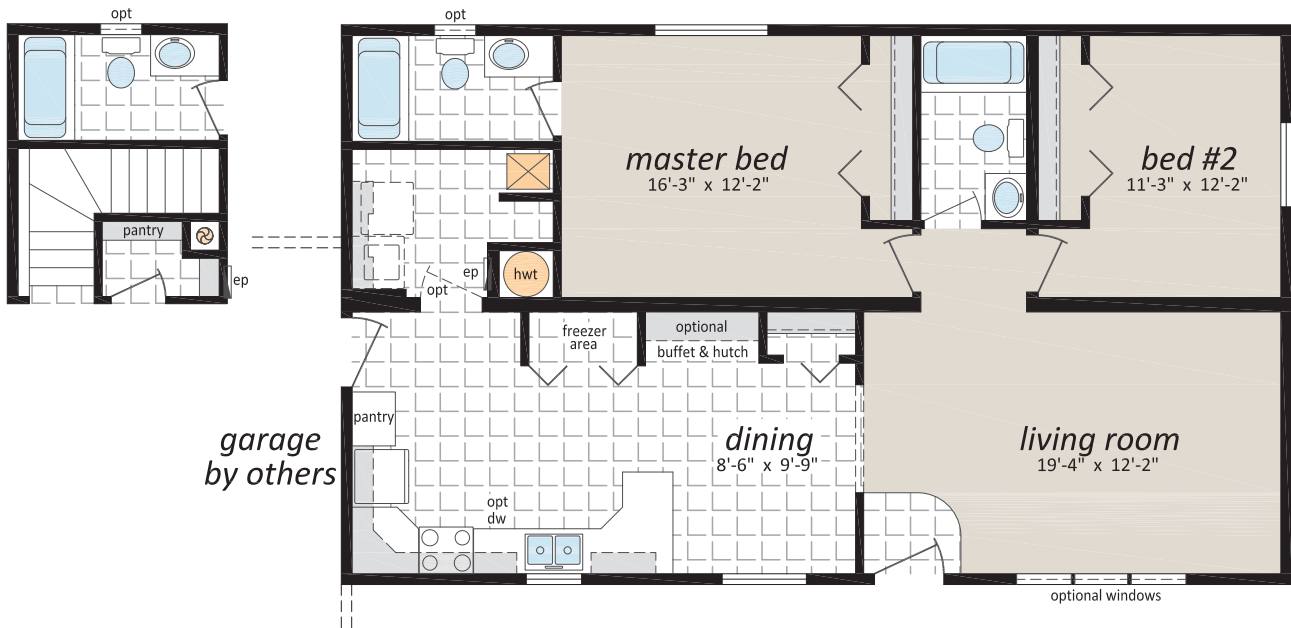 opt
opt
master bed
16'-3" x 12'-2"
bed #2
11'-3" x 12'-2"
pantry
ep
ep
hwt
opt
freezer
area
optional
buffet & hutch
pantry
garage
by others
dining
8'-6" x 9'-9"
living room
19'-4" x 12'-2"
opt
dw
optional windows